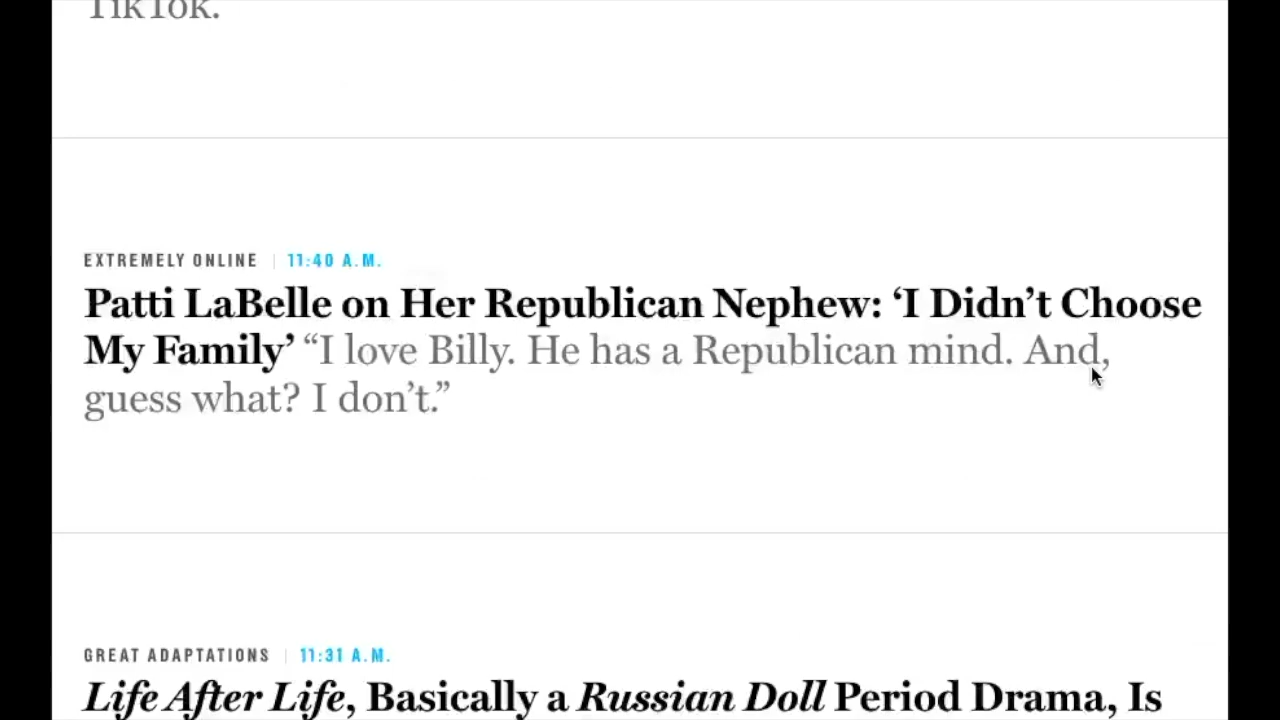 TikTok.
EXTREMELY ONLINE | 11:40 A.M.
Patti LaBelle on Her Republican Nephew: ‘I Didn’t Choose
My Family’ “I love Billy. He has a Republican mind. And,
guess what? I don’t.”
GREAT ADAPTATIONS | 11:31 A.M.
Life After Life, Basically a Russian Doll Period Drama, Is